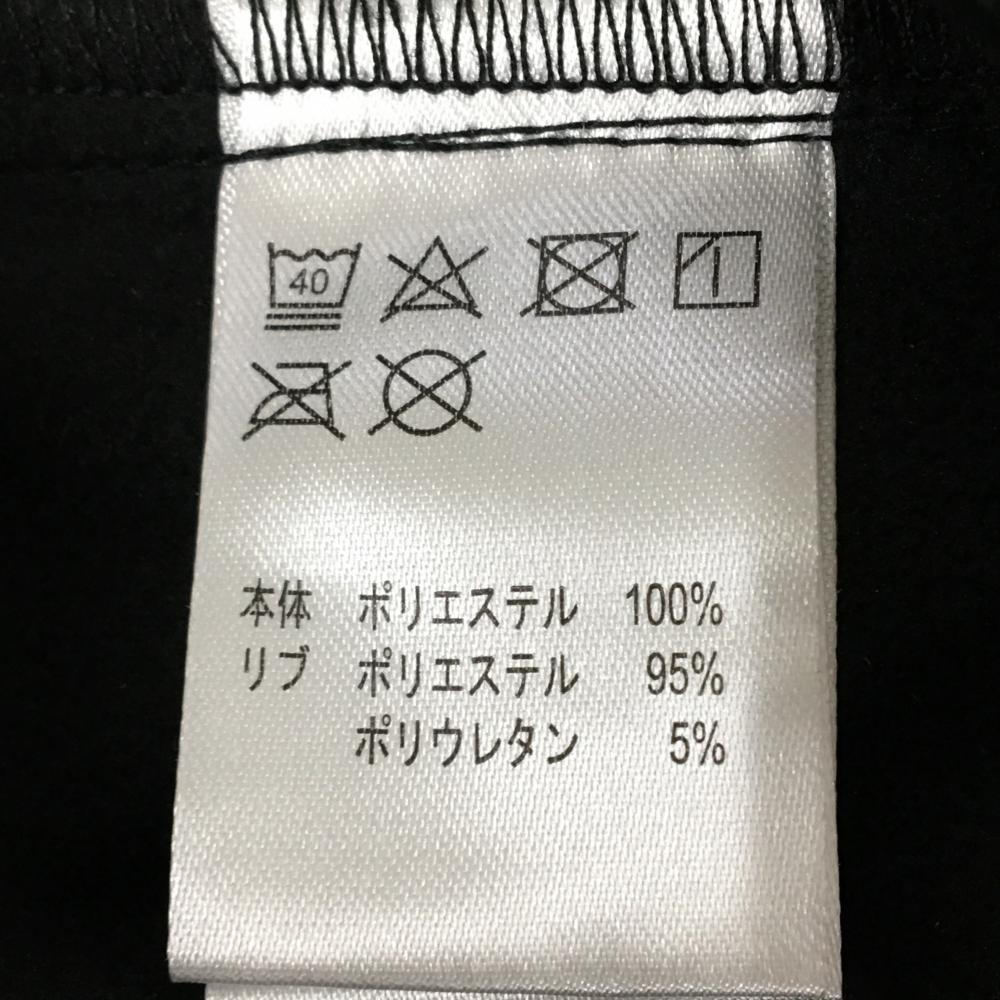 40
本体 ポリエステル 100%
リブ ポリエステル 95%
ポリウレタン 5%